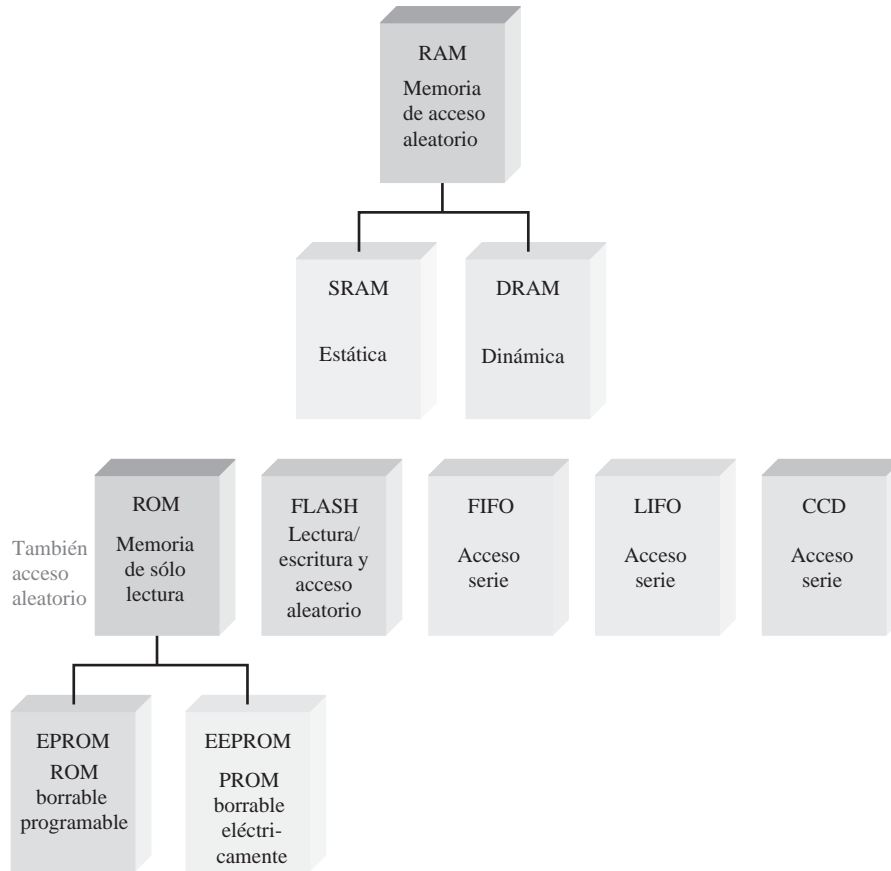 RAM
Memoria
de acceso
aleatorio
SRAM
Estática
DRAM
Dinámica
También
acceso
aleatorio
ROM
Memoria
de sólo
lectura
FLASH
Lectura/
escritura y
acceso
aleatorio
FIFO
Acceso
serie
LIFO
Acceso
serie
CCD
Acceso
serie
EPROM
ROM
borrable
programable
EEPROM
PROM
borrable
eléctri-
camente